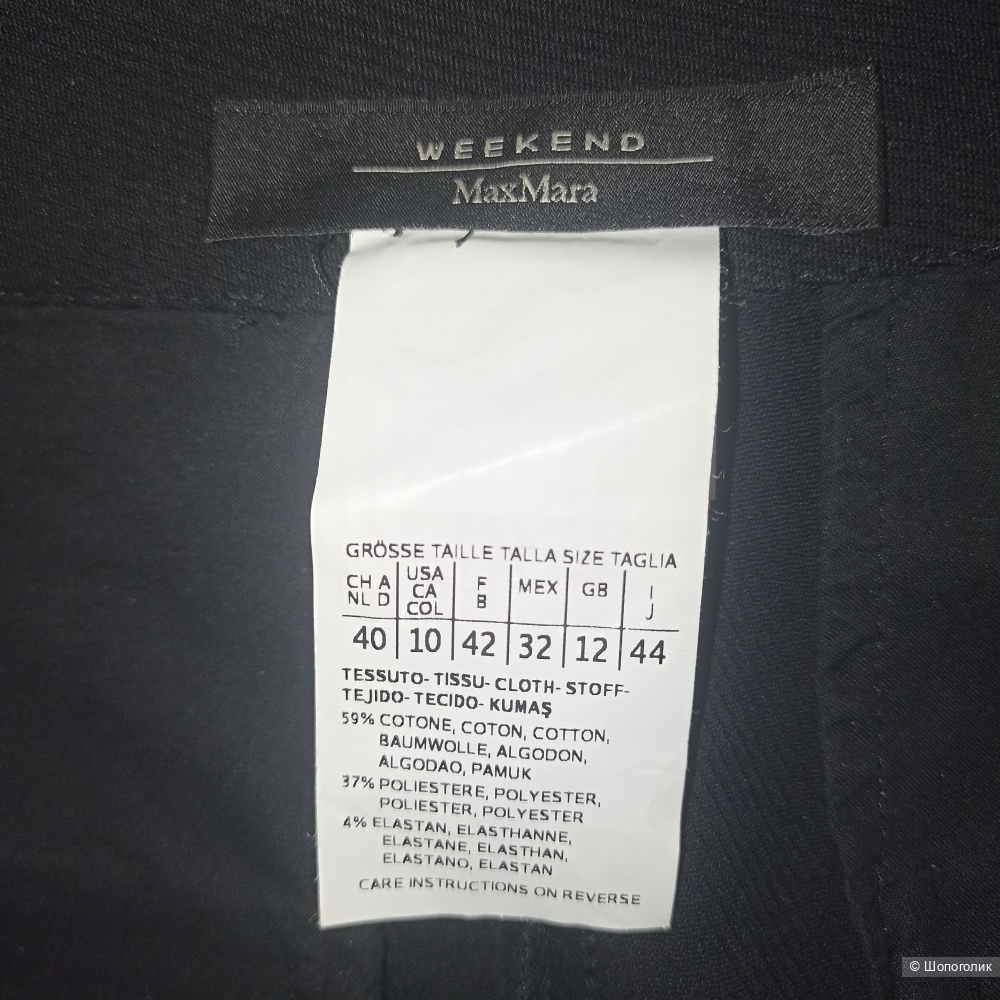 WEEKEND
MaxMara
GRÖSSE TAILLE TALLA SIZE TAGLIA
CH A NL D USA CA COL F B MEX GB I J
40 10 42 32 12 44
TESSUTO- TISSU- CLOTH- STOFF-
TEJIDO- TECIDO- KUMAŞ
59% COTONE, COTON, COTTON,
BAUMWOLLE, ALGODON,
ALGODAO, PAMUK
37% POLIESTERE, POLYESTER,
POLIESTER, POLYESTER
4% ELASTAN, ELASTHANNE,
ELASTANE, ELASTHAN,
ELASTANO, ELASTAN
CARE INSTRUCTIONS ON REVERSE
© Шопоголик